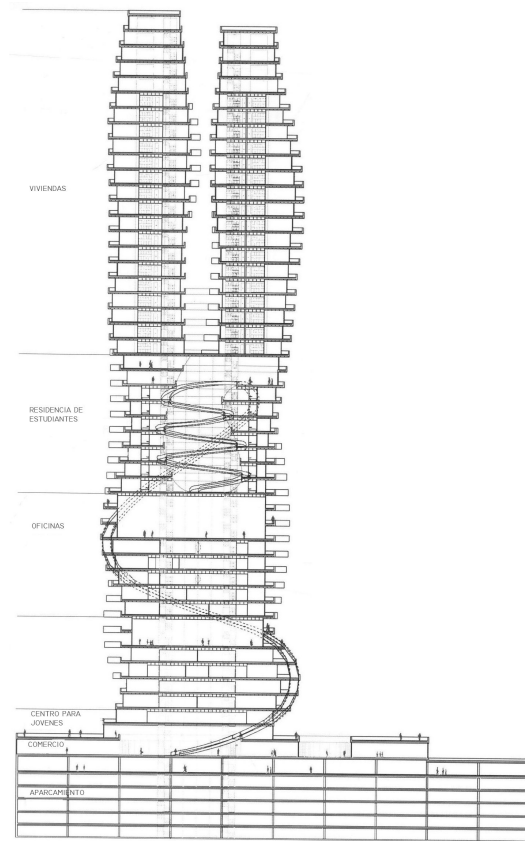 VIVIENDAS
RESIDENCIA DE
ESTUDIANTES
OFICINAS
CENTRO PARA
JOVENES
COMERCIO
APARCAMIENTO